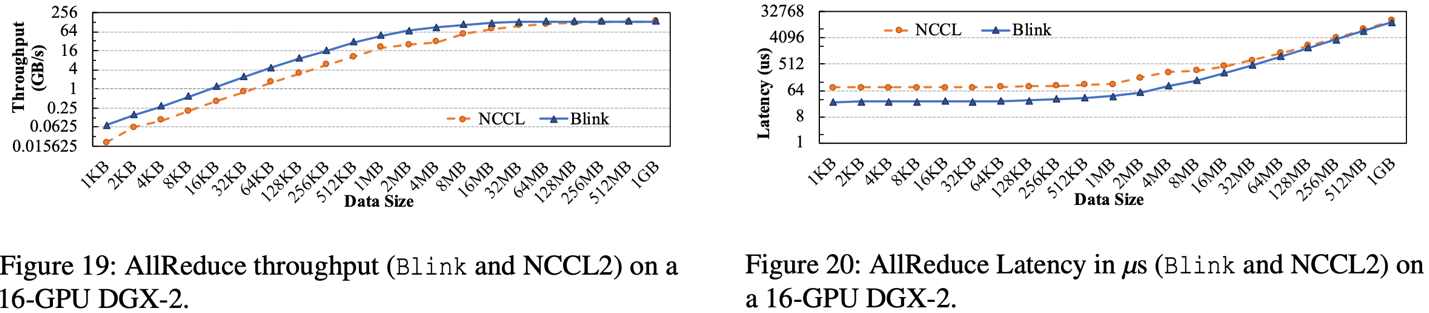 256
64
16
4
1
0.25
0.0625
0.015625
Throughput
(GB/s)
NCCL
Blink
1KB
2KB
4KB
8KB
16KB
32KB
64KB
128KB
256KB
512KB
1MB
2MB
4MB
8MB
16MB
32MB
64MB
128MB
256MB
512MB
1GB
Data Size
Figure 19: AllReduce throughput (Blink and NCCL2) on a
16-GPU DGX-2.
32768
4096
512
64
8
1
Latency (us)
NCCL
Blink
1KB
2KB
4KB
8KB
16KB
32KB
64KB
128KB
256KB
512KB
1MB
2MB
4MB
8MB
16MB
32MB
64MB
128MB
256MB
512MB
1GB
Data Size
Figure 20: AllReduce Latency in μs (Blink and NCCL2) on
a 16-GPU DGX-2.